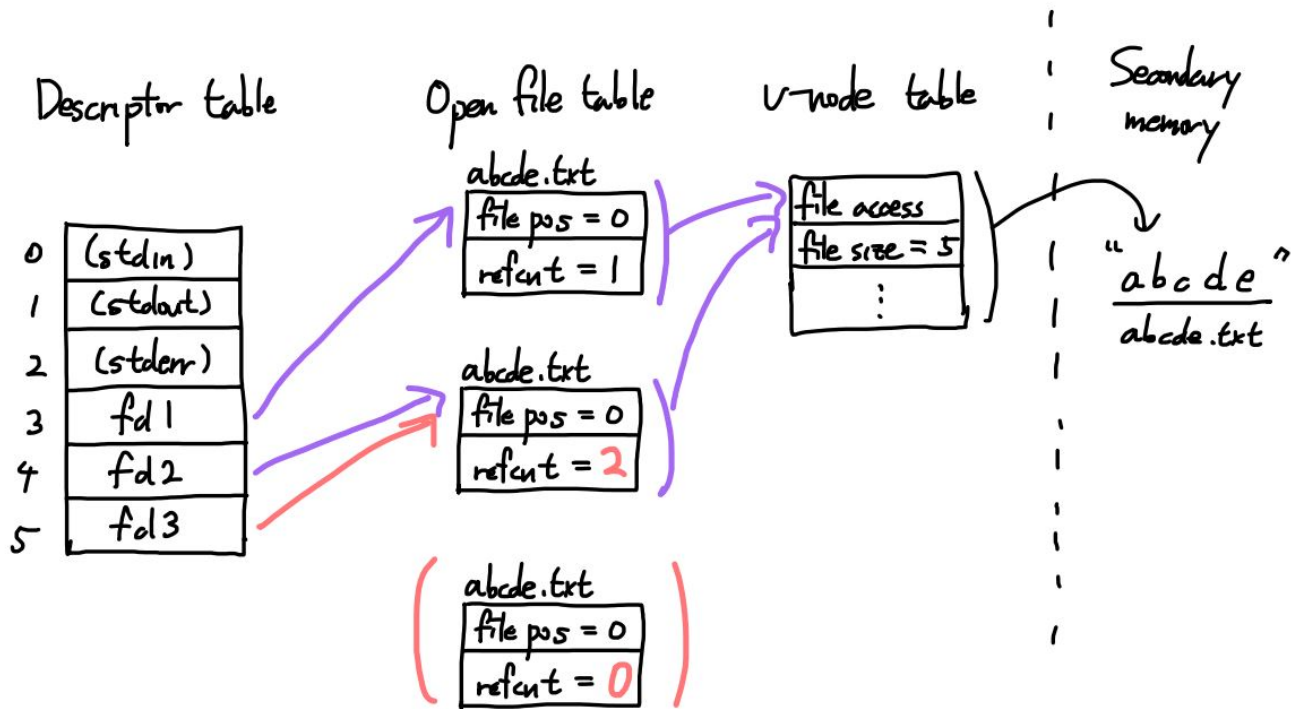 Descriptor table
Open file table
v-node table
Secondary
memory
0 (stdin)
1 (stdout)
2 (stderr)
3 fd1
4 fd2
5 fd3
abcde.txt
file pos = 0
refcnt = 1
abcde.txt
file pos = 0
refcnt = 2
abcde.txt
file pos = 0
refcnt = 0
file access
file size = 5
⋮
"abcde"
abcde.txt